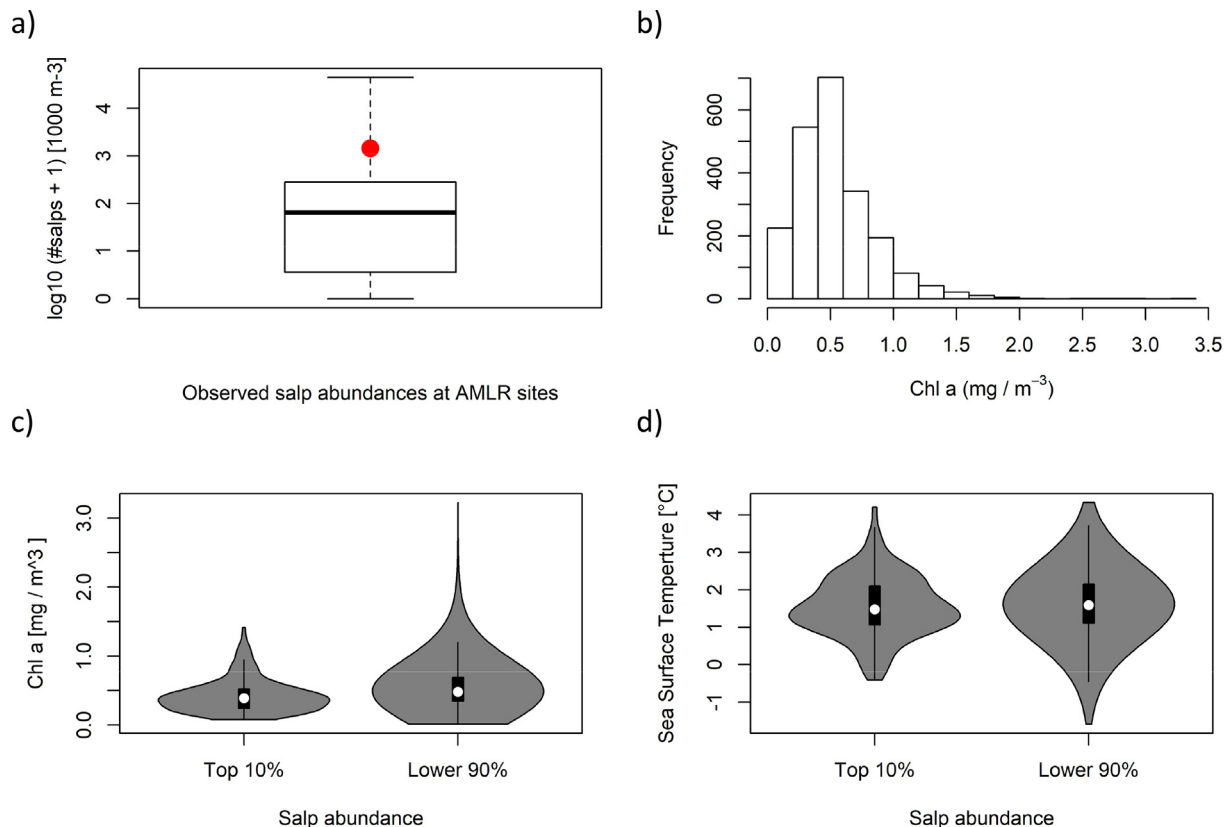 a)
log10 (#salps + 1) [1000 m-3]
4
3
2
1
0
Observed salp abundances at AMLR sites
b)
Frequency
600
400
200
0
0.0 0.5 1.0 1.5 2.0 2.5 3.0 3.5
Chl a (mg / m⁻³)
c)
Chl a [mg / m^3 ]
3.0
2.0
1.0
0.0
Top 10% Lower 90%
Salp abundance
d)
Sea Surface Temperture [°C]
4
3
2
1
0
-1
Top 10% Lower 90%
Salp abundance